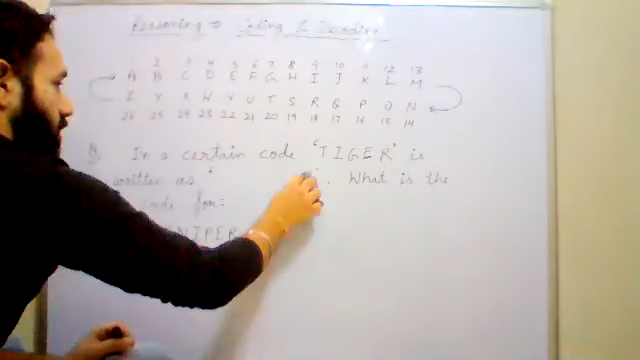 Reasoning ⇒ Coding & Decoding
2 3 4 5 6 7 8 9 10 11 12 13
A B C D E F G H I J K L M
Z Y X W V U T S R Q P O N
26 25 24 23 22 21 20 19 18 17 16 15 14
Q. In a certain code 'TIGER' is
written as ' '. What is the
code for:
NIPER